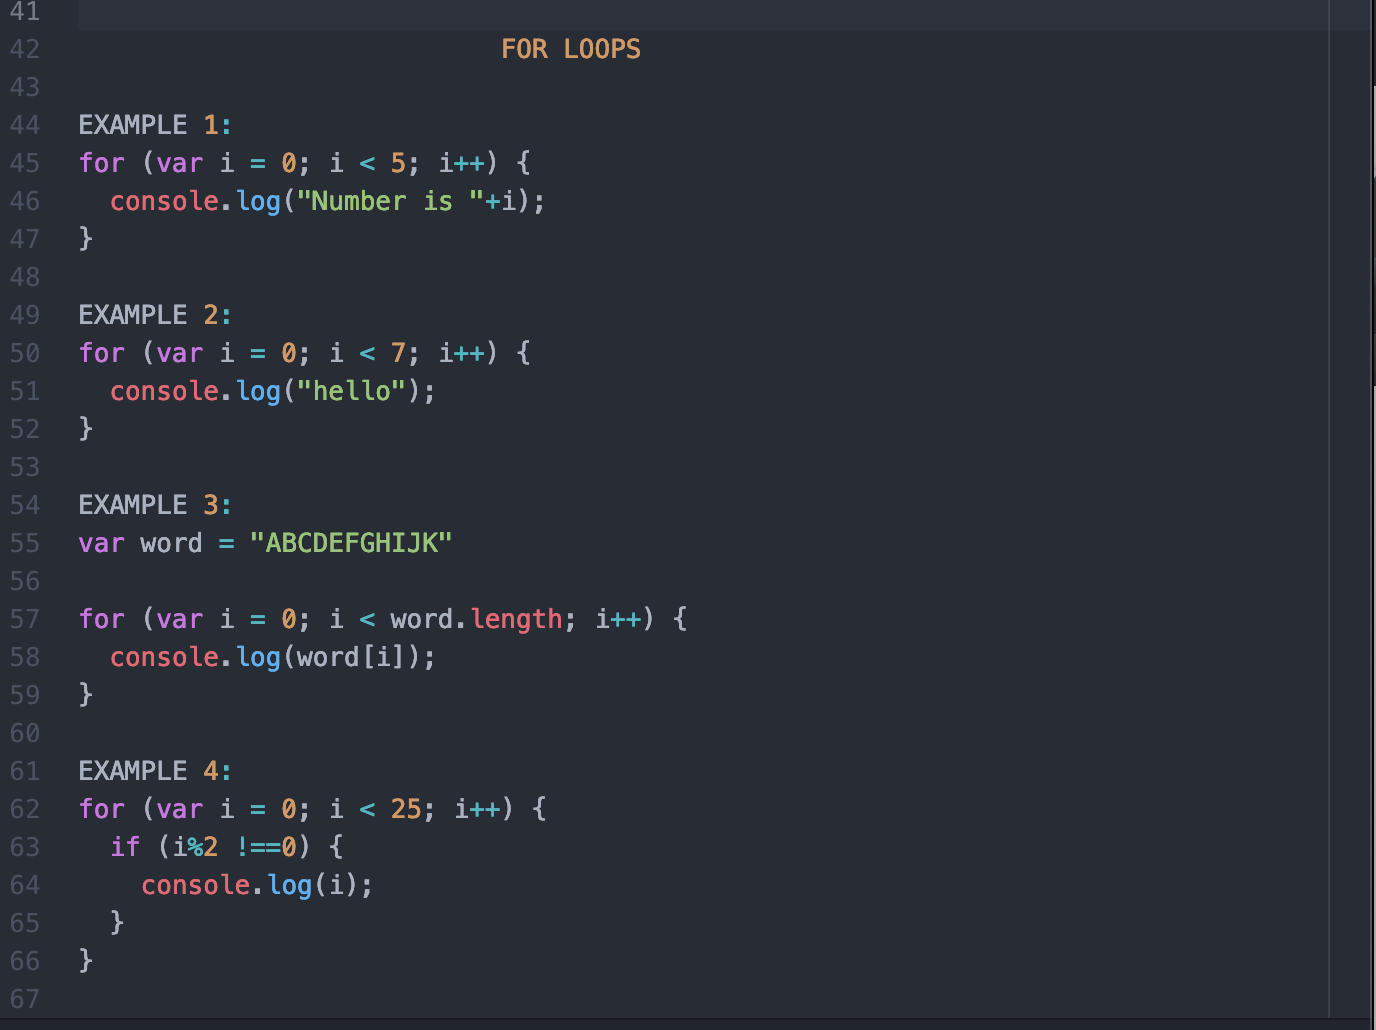 41
42 FOR LOOPS
43
44 EXAMPLE 1:
45 for (var i = 0; i < 5; i++) {
46   console.log("Number is "+i);
47 }
48
49 EXAMPLE 2:
50 for (var i = 0; i < 7; i++) {
51   console.log("hello");
52 }
53
54 EXAMPLE 3:
55 var word = "ABCDEFGHIJK"
56
57 for (var i = 0; i < word.length; i++) {
58   console.log(word[i]);
59 }
60
61 EXAMPLE 4:
62 for (var i = 0; i < 25; i++) {
63   if (i%2 !==0) {
64     console.log(i);
65   }
66 }
67